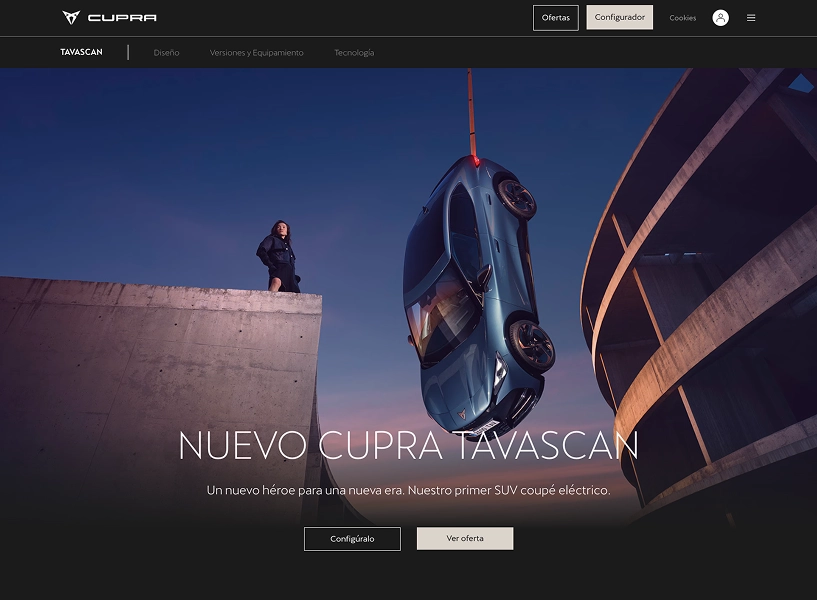 CUPRA
Ofertas
Configurador
Cookies
TAVASCAN
Diseño
Versiones y Equipamiento
Tecnología
NUEVO CUPRA TAVASCAN
Un nuevo héroe para una nueva era. Nuestro primer SUV coupé eléctrico.
Configúralo
Ver oferta